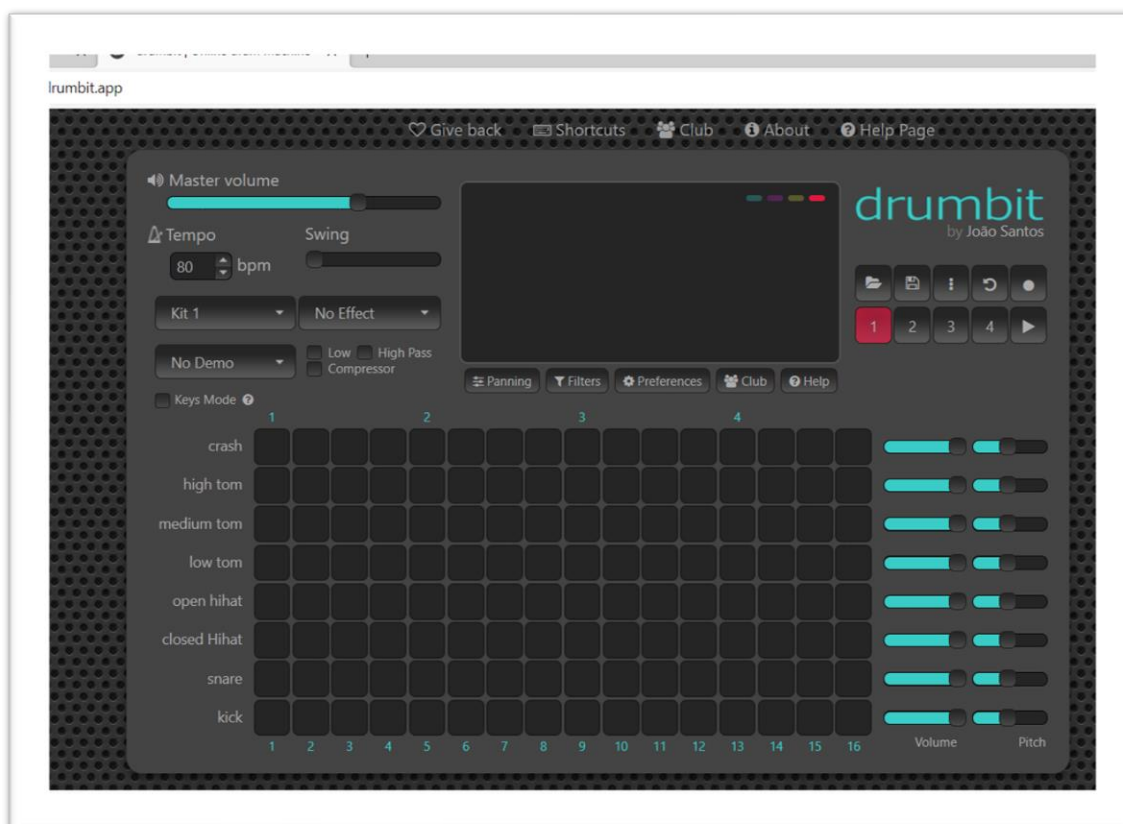 lrumbit.app
Give back Shortcuts Club About Help Page
Master volume
drumbit
by João Santos
Tempo Swing
80 bpm
Kit 1 No Effect
1 2 3 4
No Demo Low High Pass
Compressor
Panning Filters Preferences Club Help
Keys Mode
1 2 3 4
crash
high tom
medium tom
low tom
open hihat
closed Hihat
snare
kick
1 2 3 4 5 6 7 8 9 10 11 12 13 14 15 16 Volume Pitch